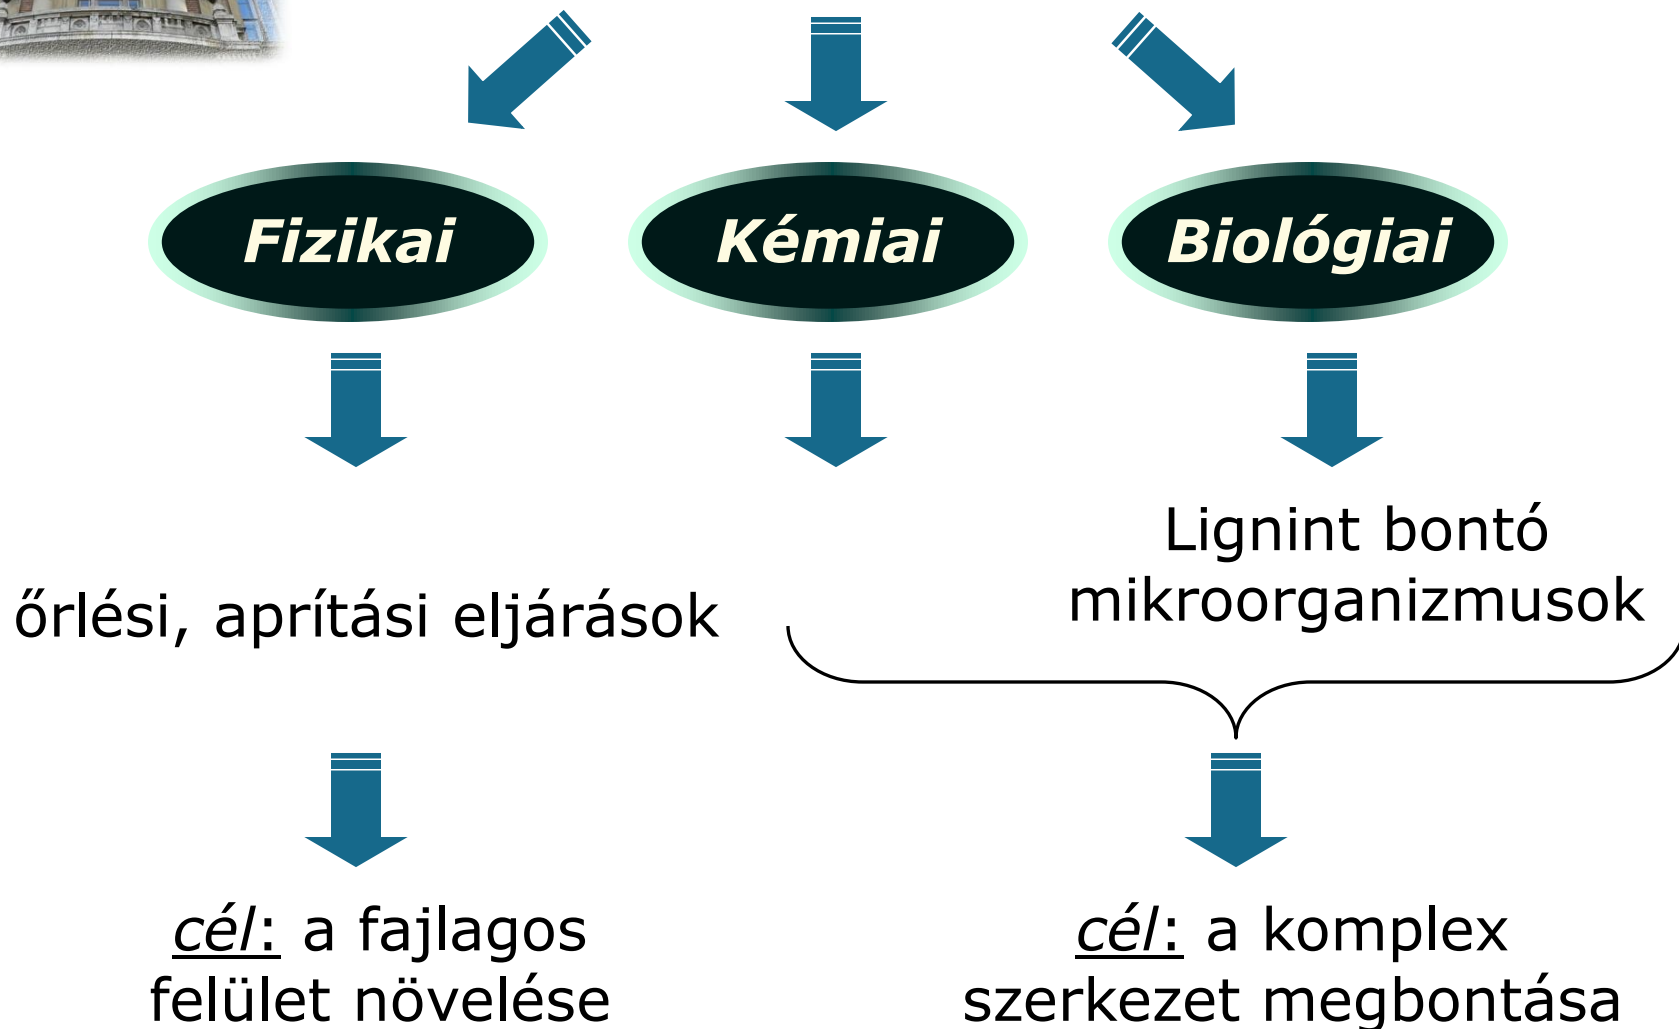 Fizikai
Kémiai
Biológiai
őrlési, aprítási eljárások
Lignint bontó
mikroorganizmusok
cél: a fajlagos
felület növelése
cél: a komplex
szerkezet megbontása